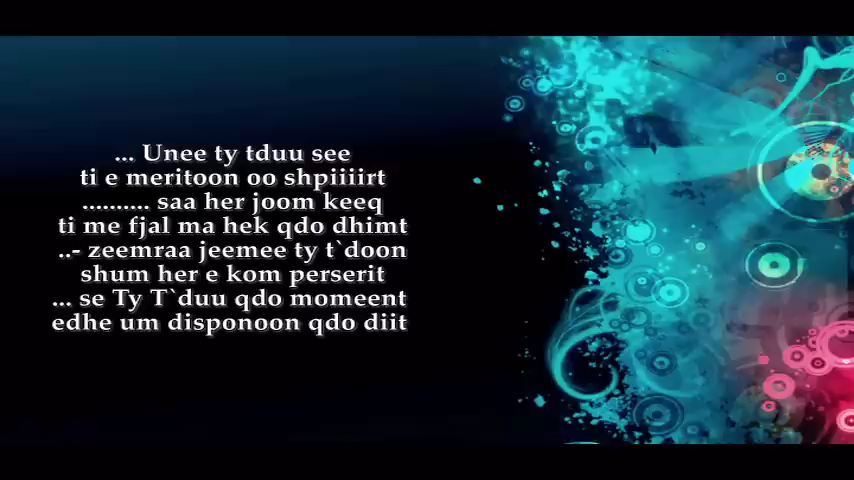 ... Unee ty tduu see
ti e meritoon oo shpiiiirt
.......... saa her joom keeq
ti me fjal ma hek qdo dhimt
..- zeemraa jeemee ty t`doon
shum her e kom perserit
... se Ty T`duu qdo momeent
edhe um disponoon qdo diit